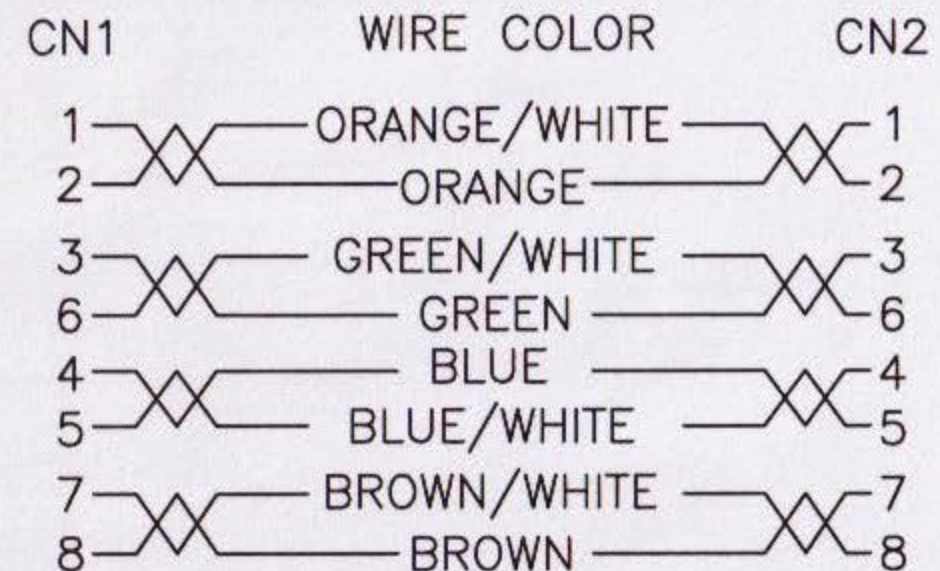 CN1 WIRE COLOR CN2
1 ORANGE/WHITE 1
2 ORANGE 2
3 GREEN/WHITE 3
6 GREEN 6
4 BLUE 4
5 BLUE/WHITE 5
7 BROWN/WHITE 7
8 BROWN 8